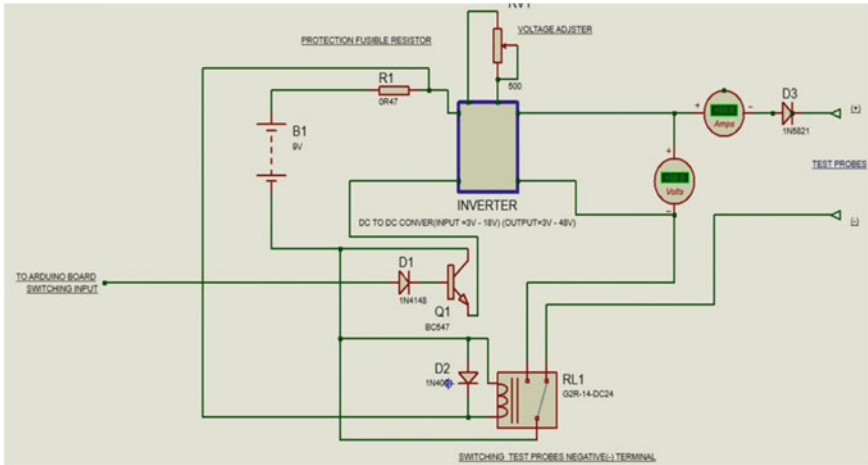 VOLTAGE ADJSTER
PROTECTION FUSIBLE RESISTOR
500
R1
0R47
B1
9V
Amps
D3
1N5821
(+)
TEST PROBES
Volts
(-)
INVERTER
DC TO DC CONVER(INPUT =3V - 18V) (OUTPUT=3V - 48V)
TO ARDUINO BOARD
SWITCHING INPUT
D1
1N4148
Q1
BC547
D2
RL1
G2R-14-DC24
SWITCHING TEST PROBES NEGATIVE(-) TERMINAL